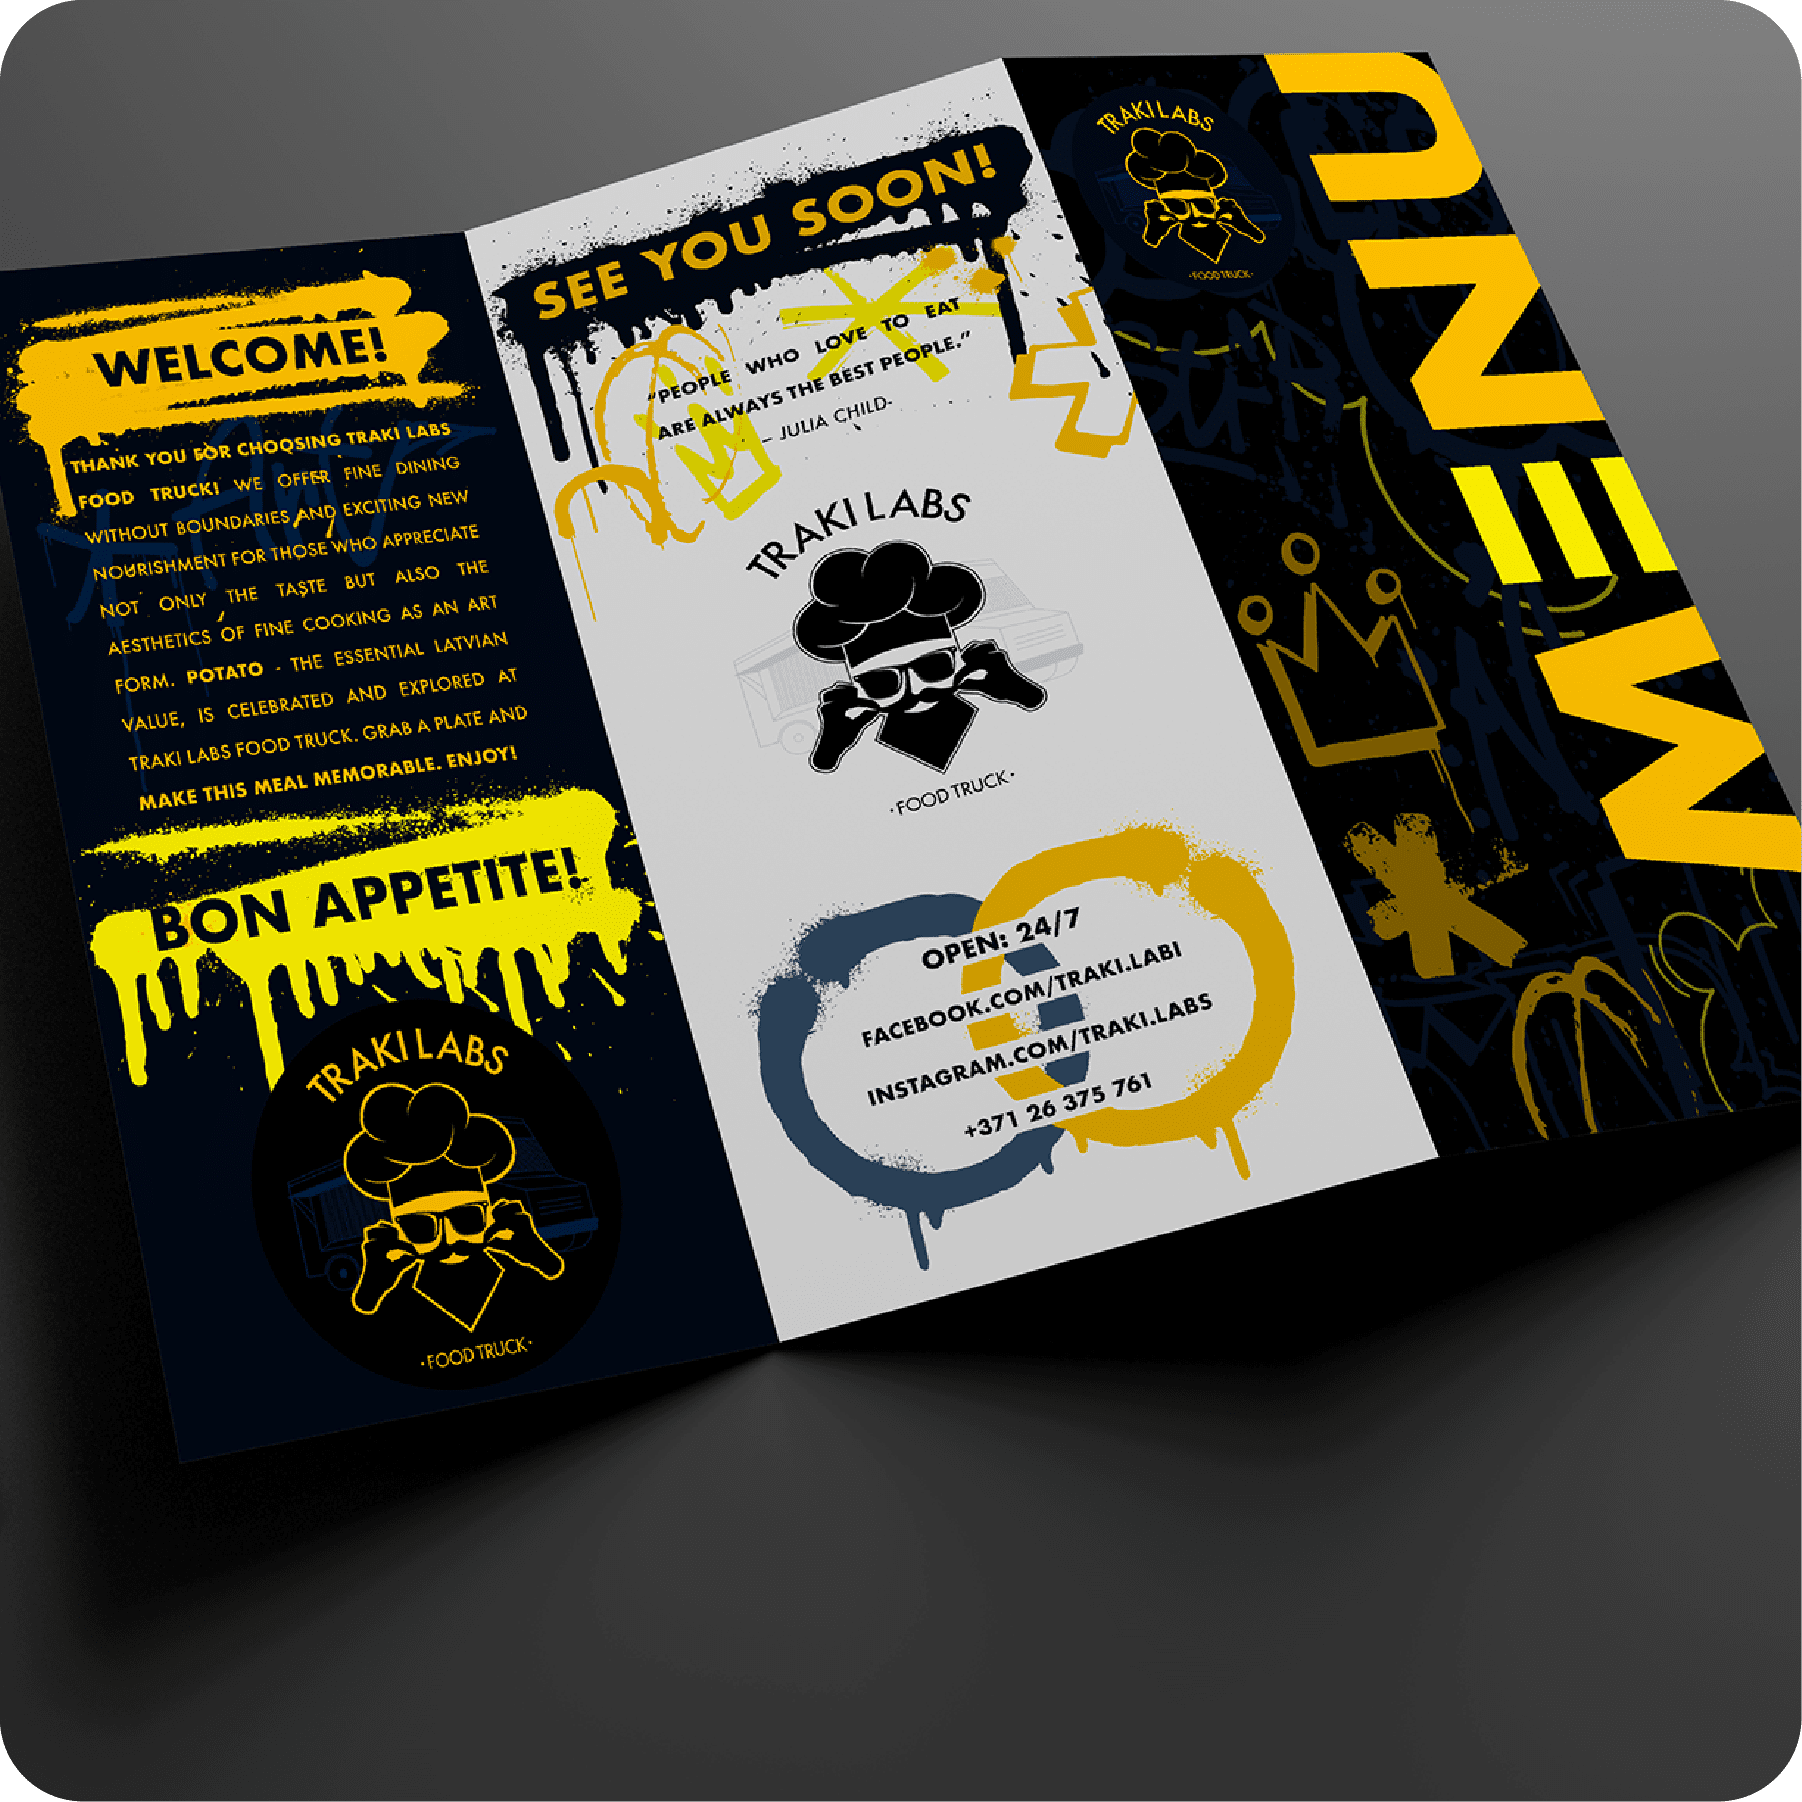 WELCOME!
THANK YOU FOR CHOOSING TRAKI LABS
FOOD TRUCK! WE OFFER FINE DINING
WITHOUT BOUNDARIES AND EXCITING NEW
NOURISHMENT FOR THOSE WHO APPRECIATE
NOT ONLY THE TASTE BUT ALSO THE
AESTHETICS OF FINE COOKING AS AN ART
FORM. POTATO - THE ESSENTIAL LATVIAN
VALUE, IS CELEBRATED AND EXPLORED AT
TRAKI LABS FOOD TRUCK. GRAB A PLATE AND
MAKE THIS MEAL MEMORABLE. ENJOY!
BON APPETITE!
TRAKI LABS
·FOOD TRUCK·
SEE YOU SOON!
"PEOPLE WHO LOVE TO EAT
ARE ALWAYS THE BEST PEOPLE."
– JULIA CHILD-
TRAKI LABS
·FOOD TRUCK·
OPEN: 24/7
FACEBOOK.COM/TRAKI.LABI
INSTAGRAM.COM/TRAKI.LABS
+371 26 375 761
TRAKI LABS
·FOOD TRUCK·